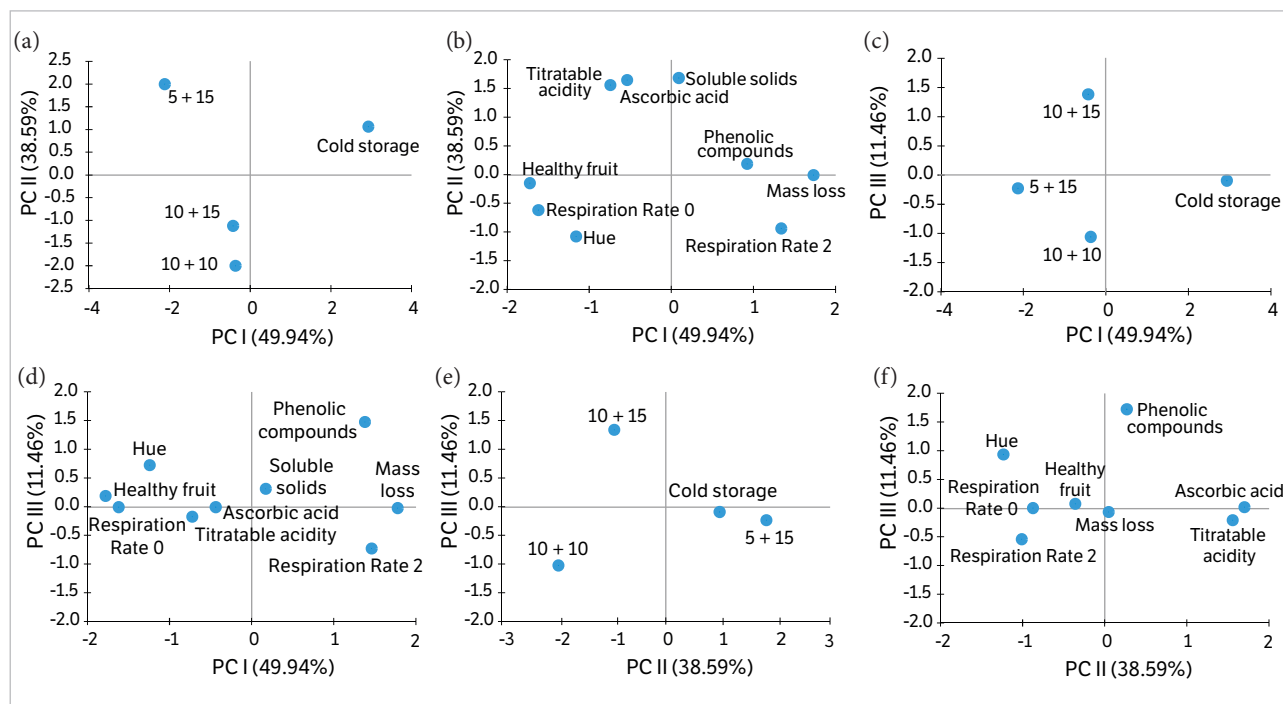 (a)
2.5
2.0
1.5
1.0
0.5
0.0
-0.5
-1.0
-1.5
-2.0
-2.5
PC II (38.59%)
5 + 15
Cold storage
10 + 15
10 + 10
-4
-2
0
2
4
PC I (49.94%)
(b)
2.0
1.5
1.0
0.5
0.0
-0.5
-1.0
-1.5
-2.0
PC II (38.59%)
Titratable
acidity
Ascorbic acid
Soluble solids
Phenolic
compounds
Mass loss
Healthy fruit
Respiration Rate 0
Hue
Respiration Rate 2
-2
-1
0
1
2
PC I (49.94%)
(c)
2.0
1.5
1.0
0.5
0.0
-0.5
-1.0
-1.5
-2.0
PC III (11.46%)
10 + 15
5 + 15
Cold storage
10 + 10
-4
-2
0
2
4
PC I (49.94%)
(d)
2.0
1.5
1.0
0.5
0.0
-0.5
-1.0
-1.5
-2.0
PC III (11.46%)
Phenolic
compounds
Hue
Soluble
solids
Mass
loss
Healthy fruit
Respiration
Rate 0
Ascorbic acid
Titratable acidity
Respiration Rate 2
-2
-1
0
1
2
PC I (49.94%)
(e)
2.0
1.5
1.0
0.5
0.0
-0.5
-1.0
-1.5
-2.0
PC III (11.46%)
10 + 15
Cold storage
5 + 15
10 + 10
-3
-2
-1
0
1
2
3
PC II (38.59%)
(f)
2.0
1.5
1.0
0.5
0.0
-0.5
-1.0
-1.5
-2.0
PC III (11.46%)
Phenolic
compounds
Hue
Healthy
fruit
Respiration
Rate 0
Mass loss
Ascorbic acid
Titratable
acidity
Respiration Rate 2
-2
-1
0
1
2
PC II (38.59%)